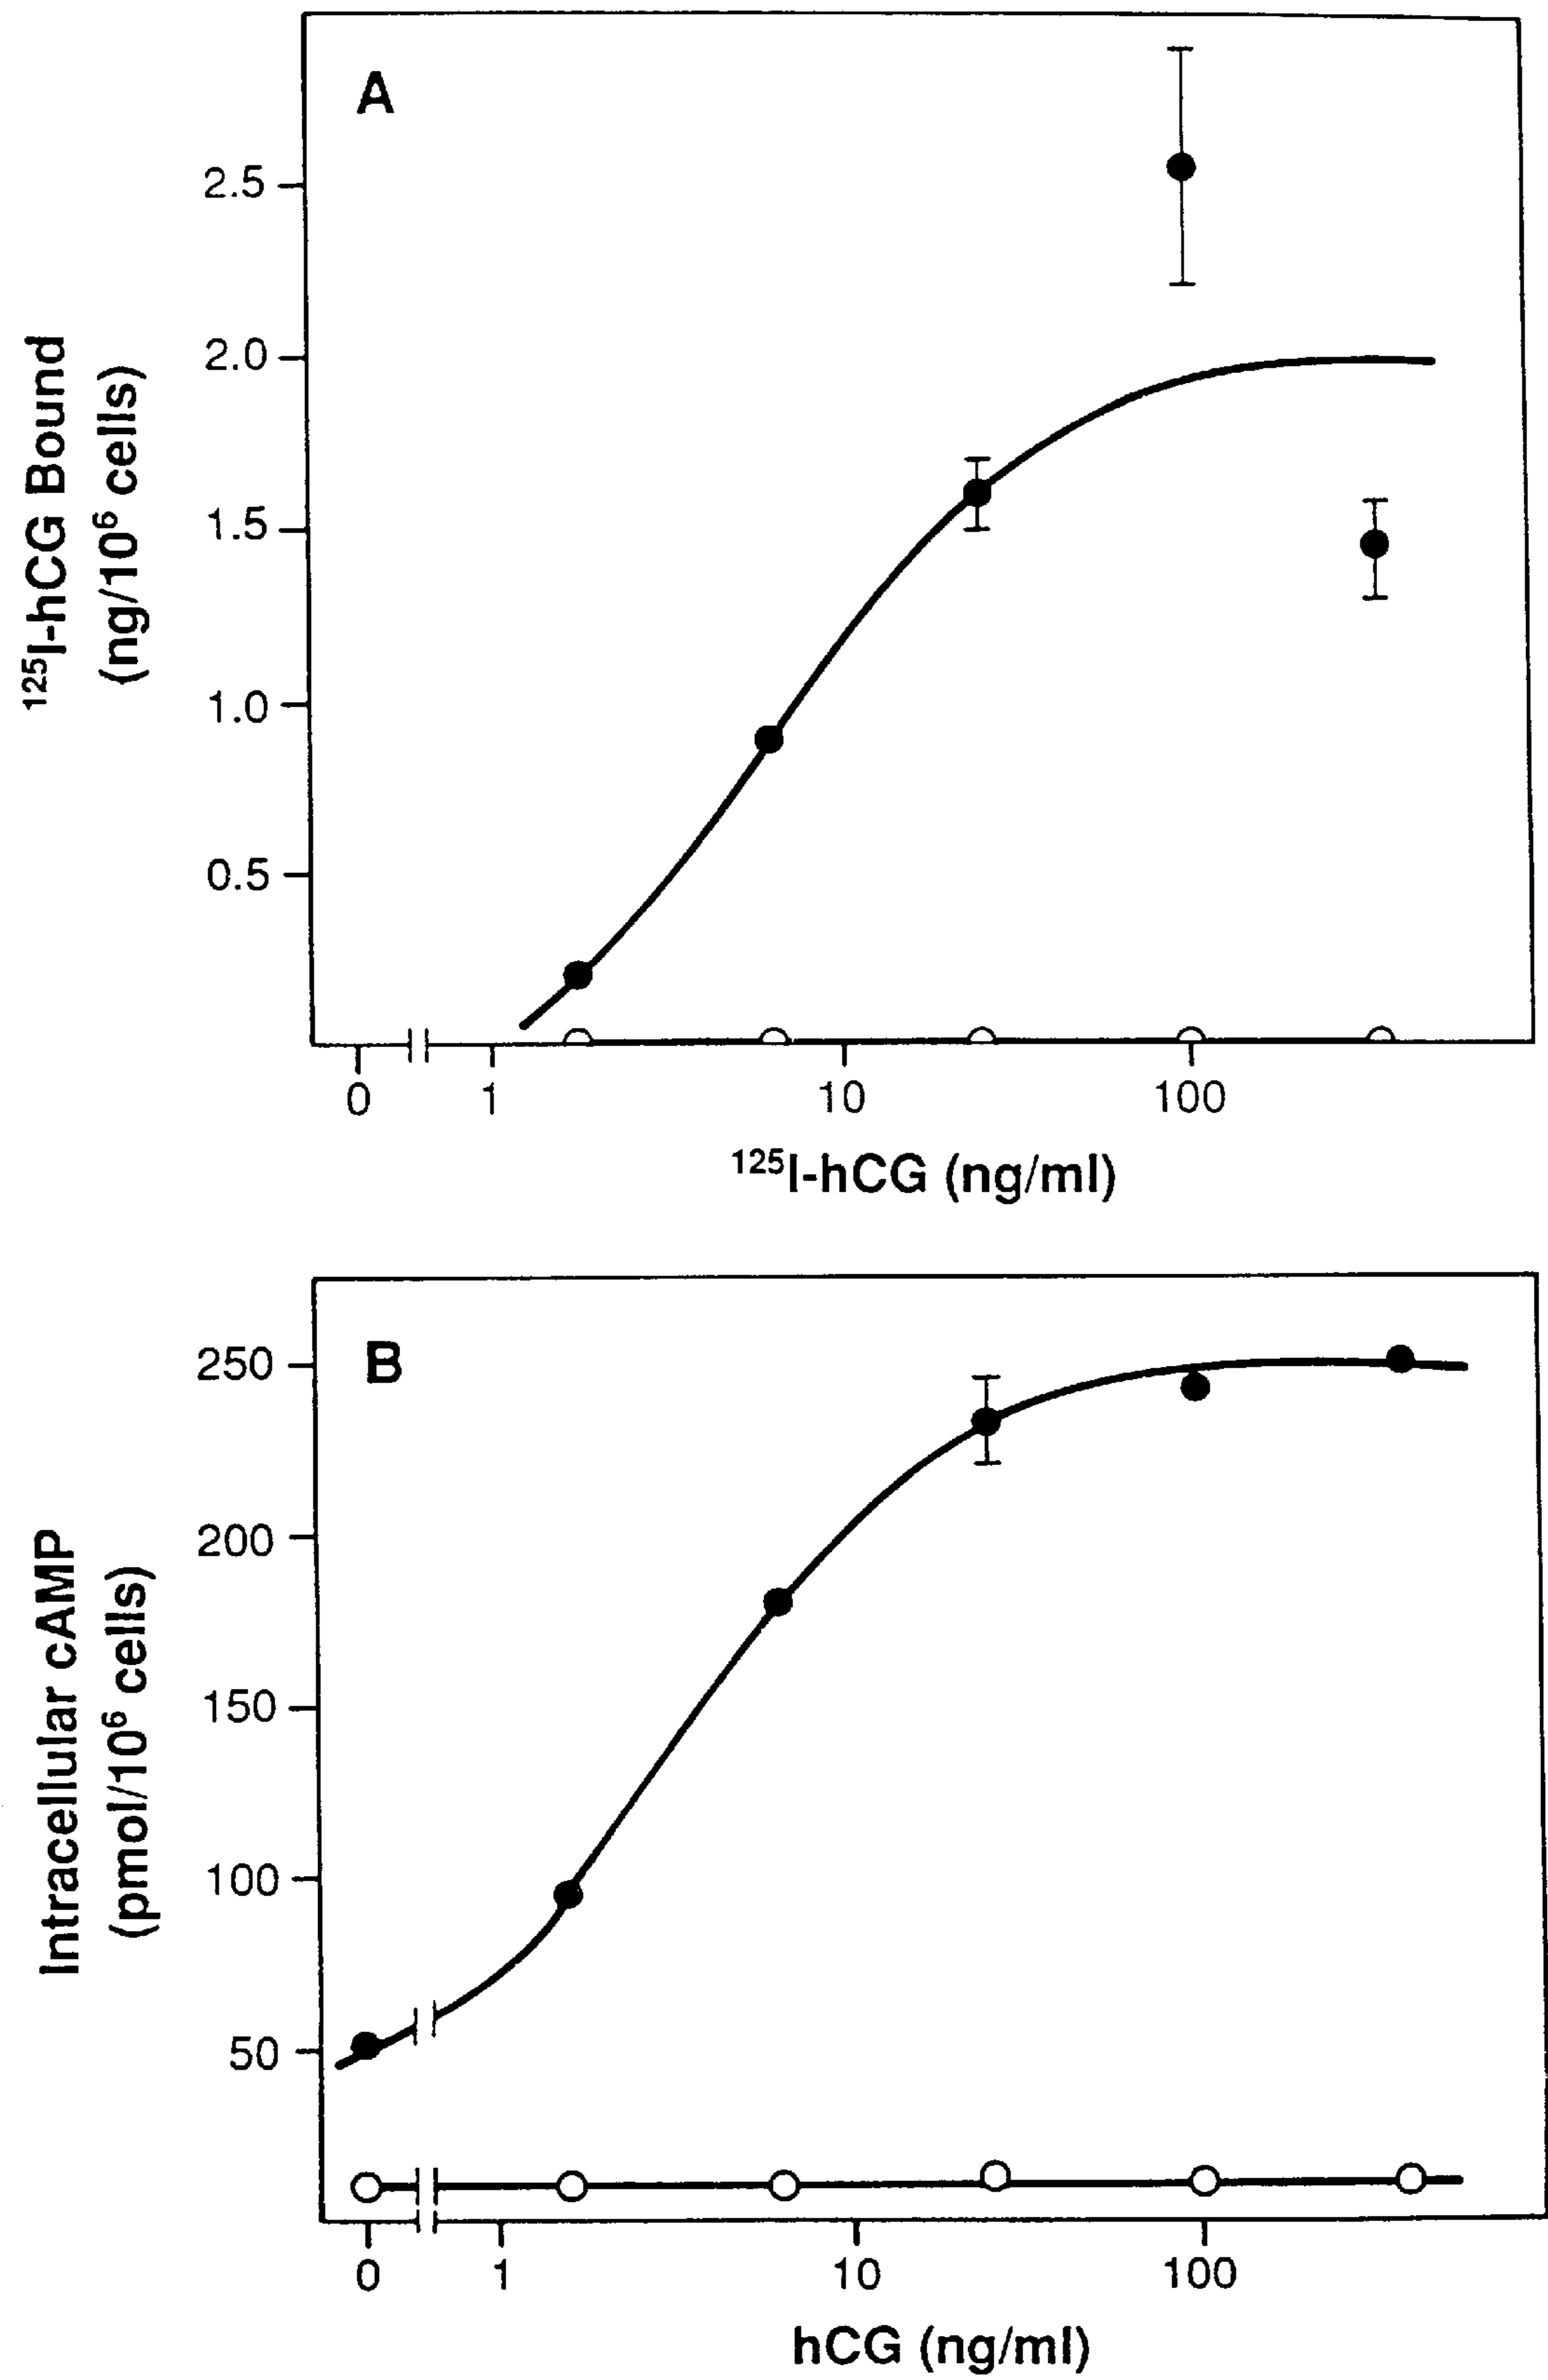 A
2.5
2.0
1.5
1.0
0.5
¹²⁵I-hCG Bound
(ng/10⁶ cells)
0 1 10 100
¹²⁵I-hCG (ng/ml)
B
250
200
150
100
50
Intracellular cAMP
(pmol/10⁶ cells)
0 1 10 100
hCG (ng/ml)